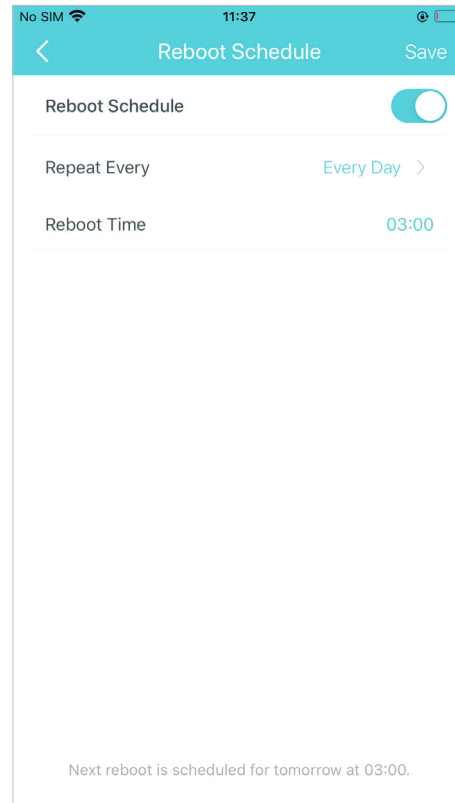 No SIM 11:37
Reboot Schedule Save
Reboot Schedule
Repeat Every Every Day
Reboot Time 03:00
Next reboot is scheduled for tomorrow at 03:00.